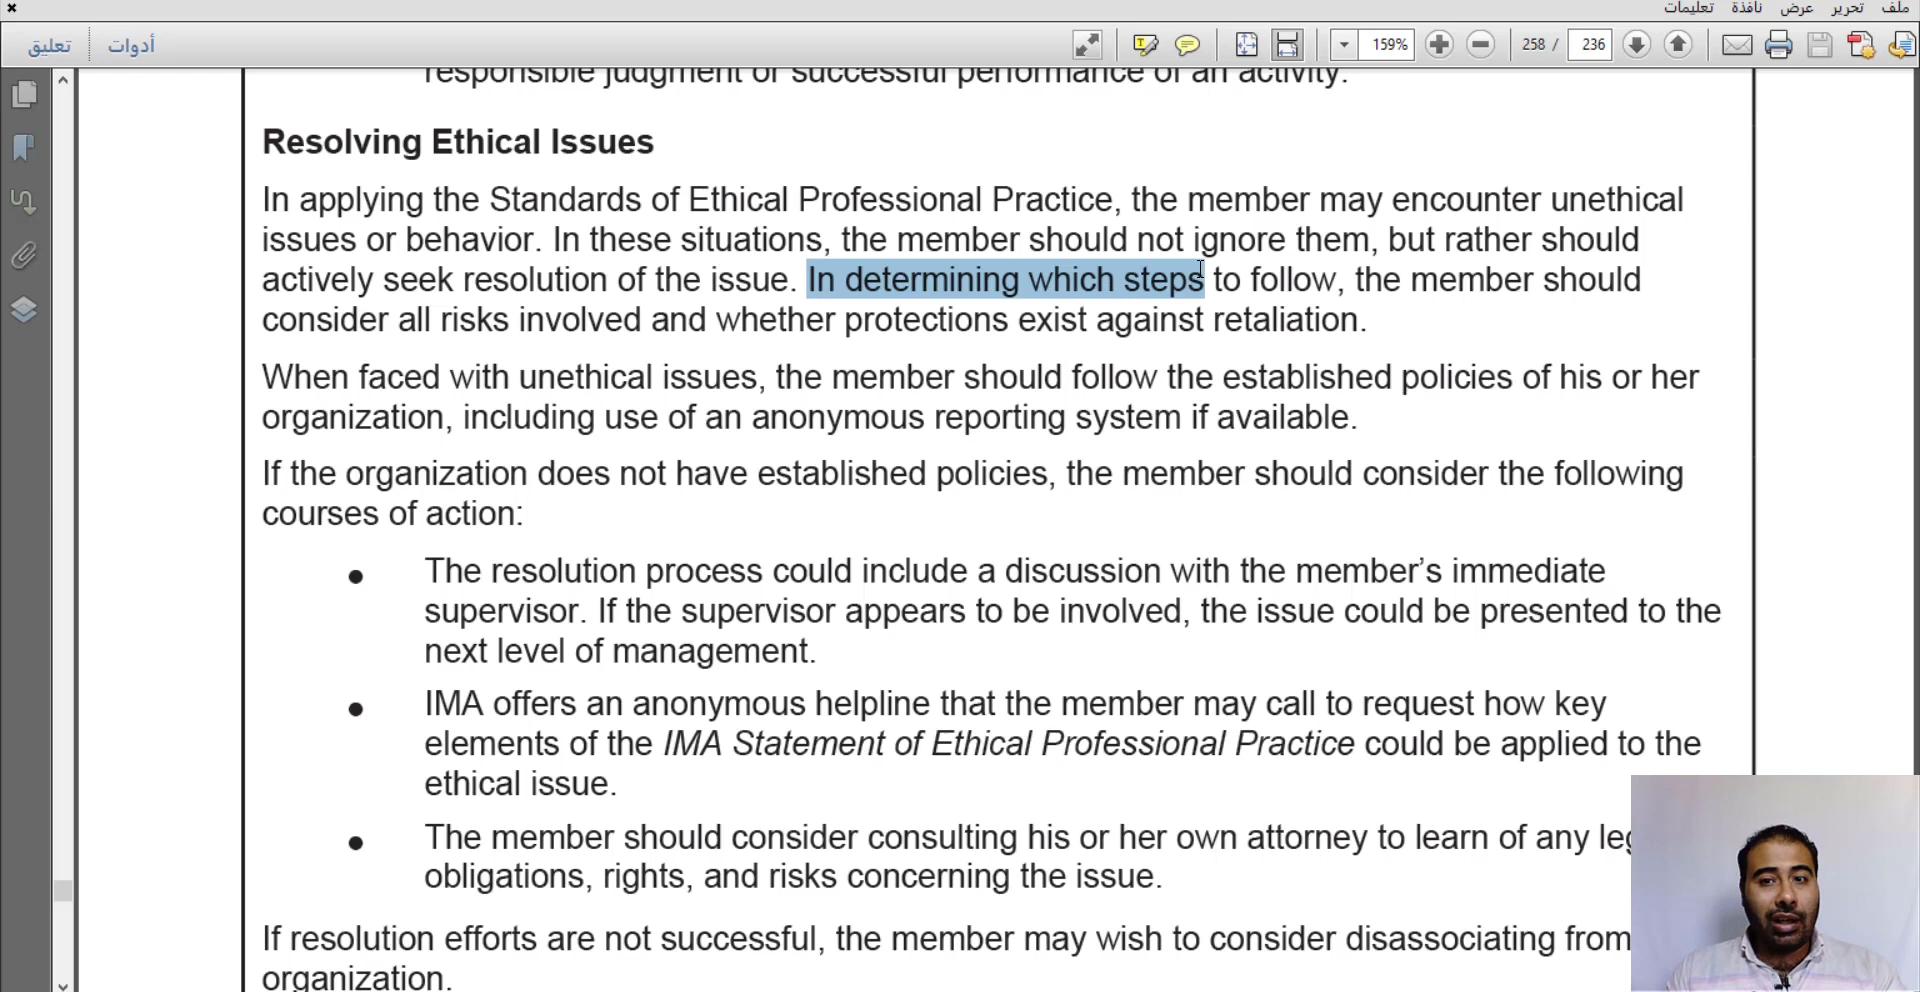 ملف تحرير عرض نافذة تعليمات
236 / 258 159% أدوات تعليق
responsible judgment or successful performance of an activity.
Resolving Ethical Issues
In applying the Standards of Ethical Professional Practice, the member may encounter unethical
issues or behavior. In these situations, the member should not ignore them, but rather should
actively seek resolution of the issue. In determining which steps to follow, the member should
consider all risks involved and whether protections exist against retaliation.
When faced with unethical issues, the member should follow the established policies of his or her
organization, including use of an anonymous reporting system if available.
If the organization does not have established policies, the member should consider the following
courses of action:
● The resolution process could include a discussion with the member’s immediate
supervisor. If the supervisor appears to be involved, the issue could be presented to the
next level of management.
● IMA offers an anonymous helpline that the member may call to request how key
elements of the IMA Statement of Ethical Professional Practice could be applied to the
ethical issue.
● The member should consider consulting his or her own attorney to learn of any
obligations, rights, and risks concerning the issue.
If resolution efforts are not successful, the member may wish to consider disassociating from
organization.